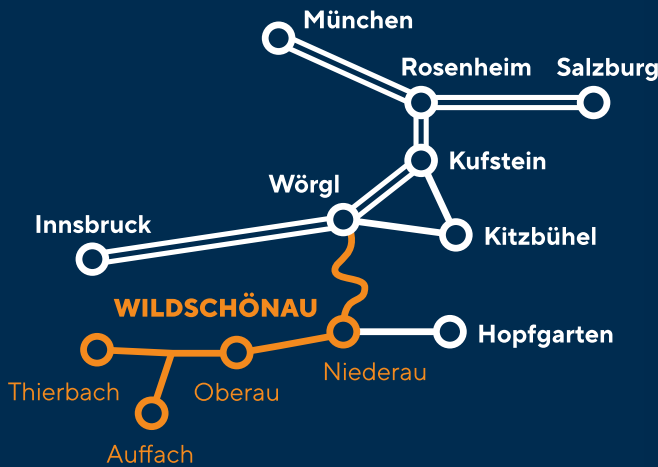 München
Rosenheim
Salzburg
Kufstein
Wörgl
Innsbruck
Kitzbühel
WILDSCHÖNAU
Hopfgarten
Niederau
Thierbach
Oberau
Auffach